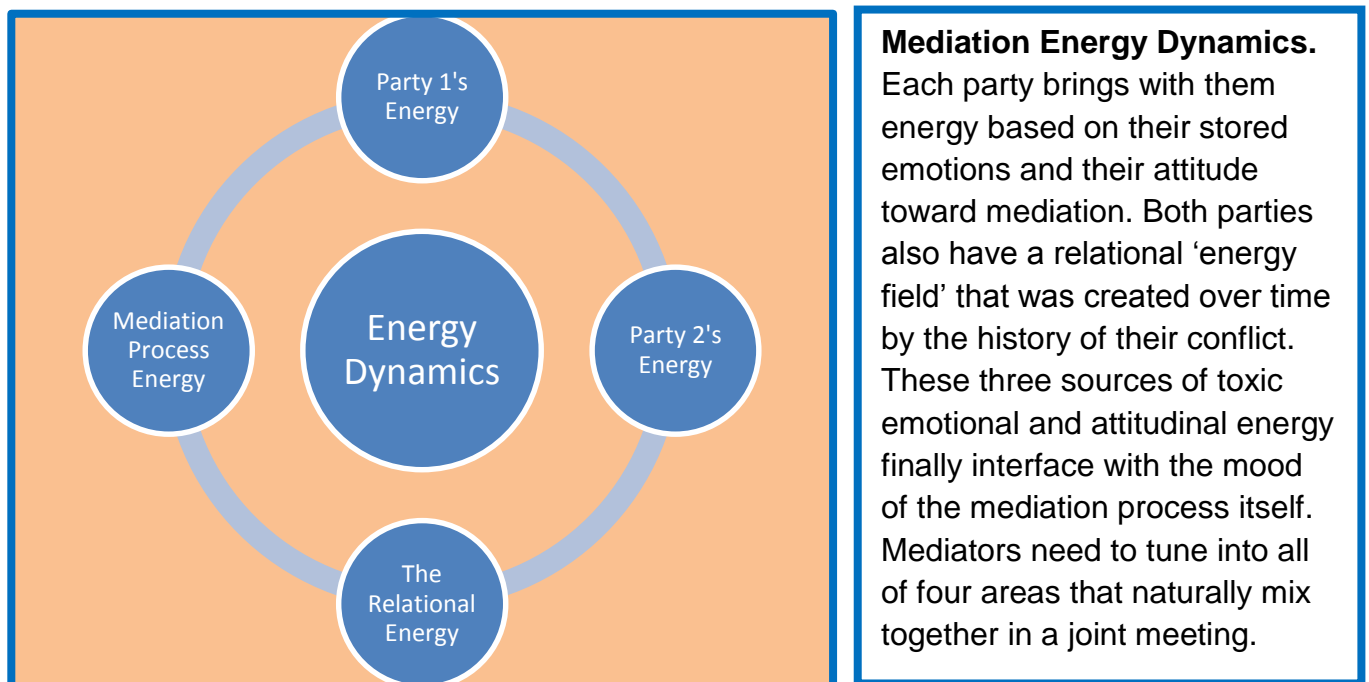 Party 1's
Energy
Mediation
Process
Energy
Energy
Dynamics
Party 2's
Energy
The
Relational
Energy
Mediation Energy Dynamics.
Each party brings with them
energy based on their stored
emotions and their attitude
toward mediation. Both parties
also have a relational ‘energy
field’ that was created over time
by the history of their conflict.
These three sources of toxic
emotional and attitudinal energy
finally interface with the mood
of the mediation process itself.
Mediators need to tune into all
of four areas that naturally mix
together in a joint meeting.